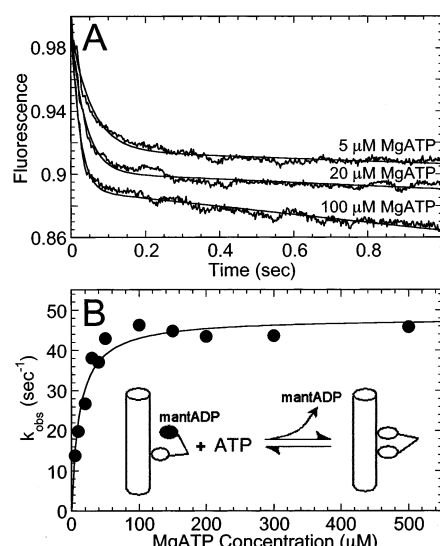 A
0.98
0.94
0.9
0.86
Fluorescence
5 µM MgATP
20 µM MgATP
100 µM MgATP
0 0.2 0.4 0.6 0.8
Time (sec)
B
50
40
30
20
10
0
k obs (sec-1)
mantADP
+ ATP
mantADP
0 100 200 300 400 500
MgATP Concentration (µM)